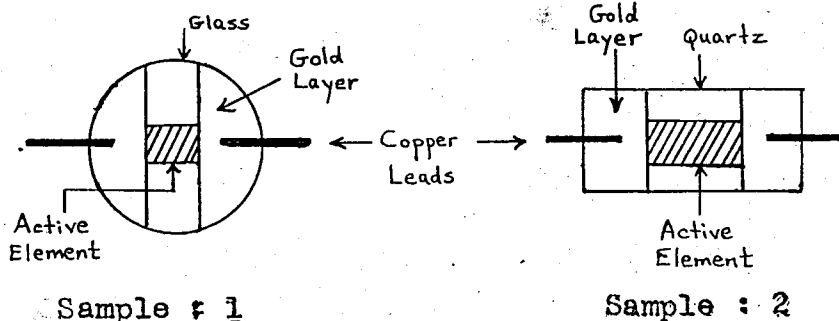 Glass
Gold
Layer
Active
Element
Sample : 1
Copper
Leads
Gold
Layer
Quartz
Active
Element
Sample : 2